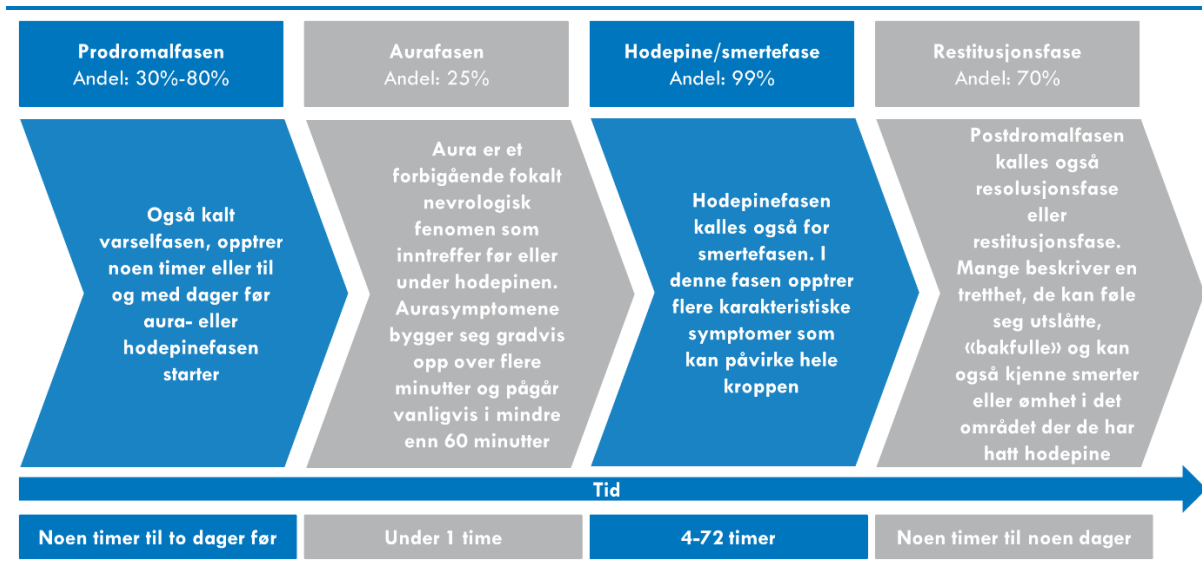 Prodromalfasen
Andel: 30%-80%
Aurafasen
Andel: 25%
Hodepine/smertefase
Andel: 99%
Restitusjonsfase
Andel: 70%
Også kalt
varselfasen, opptrer
noen timer eller til
og med dager før
aura- eller
hodepinefasen
starter
Aura er et
forbigående fokalt
nevrologisk
fenomen som
inntreffer før eller
under hodepinen.
Aurasymptomene
bygger seg gradvis
opp over flere
minutter og pågår
vanligvis i mindre
enn 60 minutter
Hodepinefasen
kalles også for
smertefasen. I
denne fasen opptrer
flere karakteristiske
symptomer som
kan påvirke hele
kroppen
Postdromalfasen
kalles også
resolusjonsfase
eller
restitusjonsfase.
Mange beskriver en
tretthet, de kan føle
seg utslåtte,
«bakfulle» og kan
også kjenne smerter
eller ømhet i det
området der de har
hatt hodepine
Tid
Noen timer til to dager før
Under 1 time
4-72 timer
Noen timer til noen dager